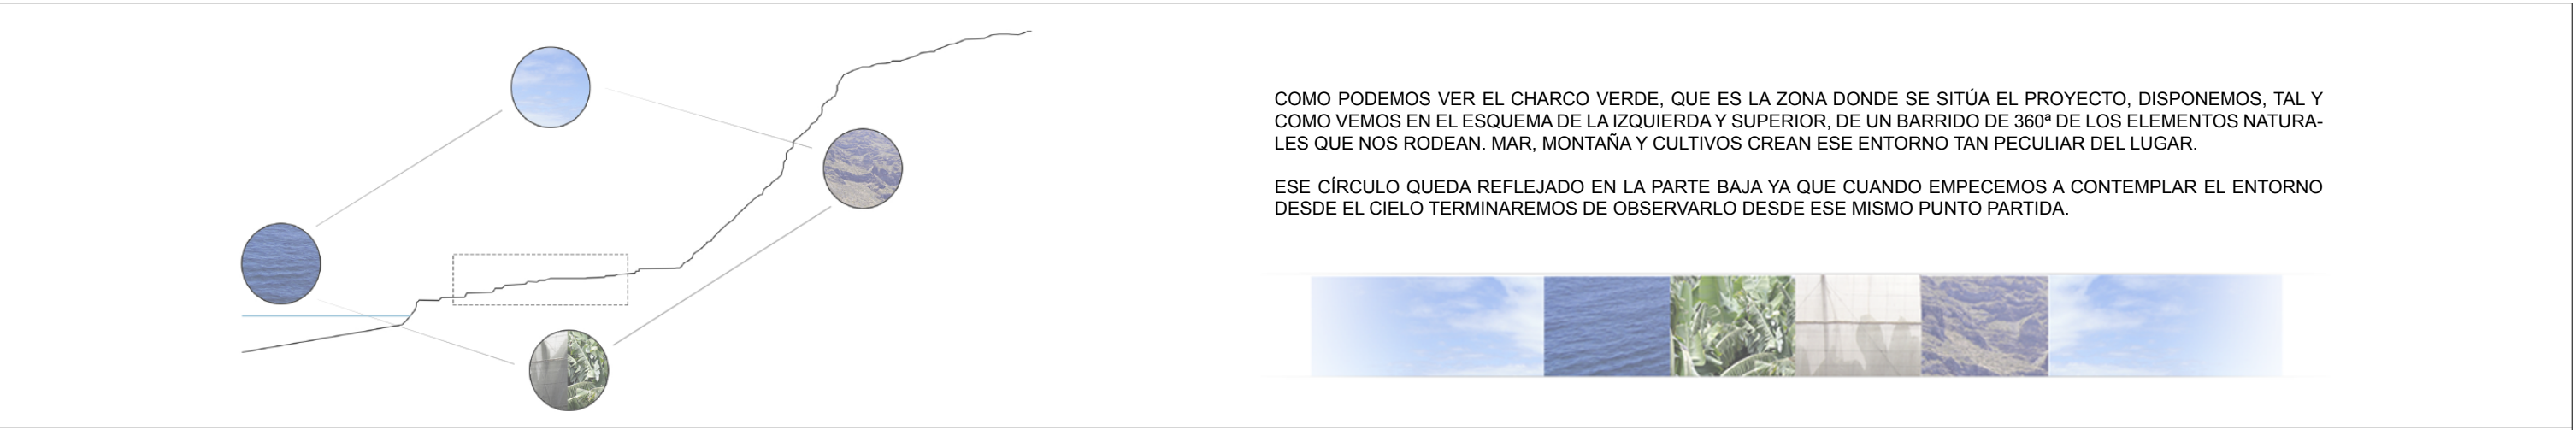 COMO PODEMOS VER EL CHARCO VERDE, QUE ES LA ZONA DONDE SE SITÚA EL PROYECTO, DISPONEMOS, TAL Y
COMO VEMOS EN EL ESQUEMA DE LA IZQUIERDA Y SUPERIOR, DE UN BARRIDO DE 360ª DE LOS ELEMENTOS NATURA-
LES QUE NOS RODEAN. MAR, MONTAÑA Y CULTIVOS CREAN ESE ENTORNO TAN PECULIAR DEL LUGAR.
ESE CÍRCULO QUEDA REFLEJADO EN LA PARTE BAJA YA QUE CUANDO EMPECEMOS A CONTEMPLAR EL ENTORNO
DESDE EL CIELO TERMINAREMOS DE OBSERVARLO DESDE ESE MISMO PUNTO PARTIDA.